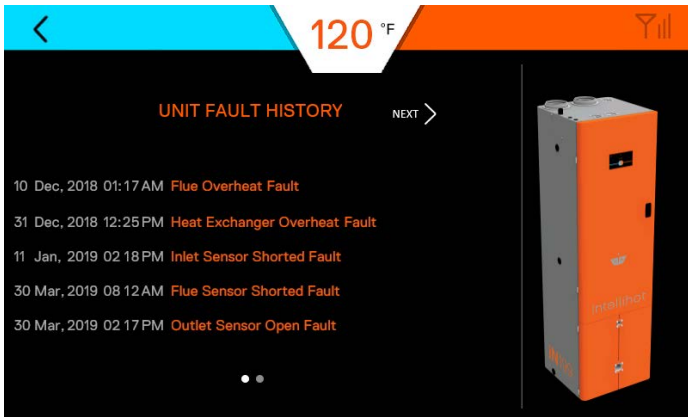 120 °F
UNIT FAULT HISTORY NEXT
10 Dec, 2018 01:17 AM Flue Overheat Fault
31 Dec, 2018 12:25 PM Heat Exchanger Overheat Fault
11 Jan, 2019 02 18 PM Inlet Sensor Shorted Fault
30 Mar, 2019 08 12 AM Flue Sensor Shorted Fault
30 Mar, 2019 02 17 PM Outlet Sensor Open Fault
intellihot